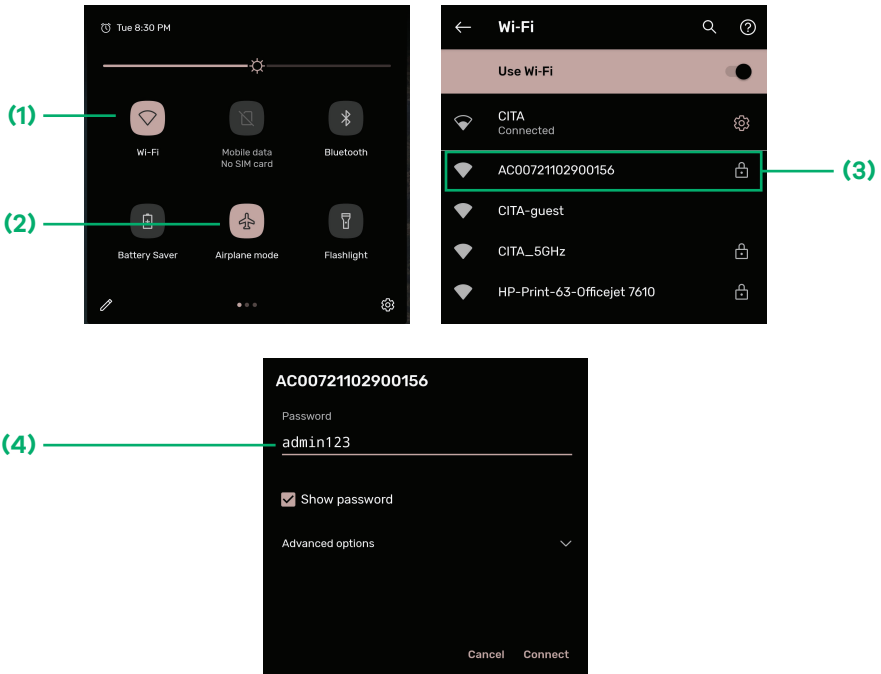 Tue 8:30 PM
(1)
Wi-Fi
Mobile data
No SIM card
Bluetooth
(2)
Battery Saver
Airplane mode
Flashlight
Wi-Fi
Use Wi-Fi
CITA
Connected
AC00721102900156
(3)
CITA-guest
CITA_5GHz
HP-Print-63-Officejet 7610
AC00721102900156
Password
(4)
admin123
Show password
Advanced options
Cancel Connect